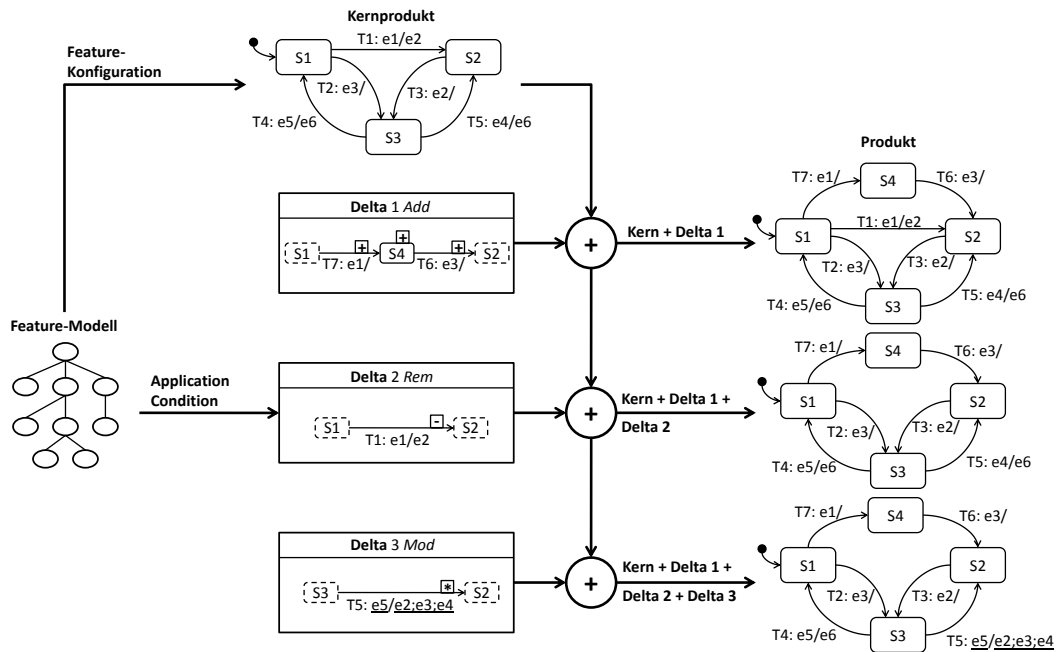 Kernprodukt
Feature-
Konfiguration
S1
T1: e1/e2
S2
T2: e3/
T3: e2/
T4: e5/e6
S3
T5: e4/e6
Produkt
Delta 1 Add
S1
+
+
S4
+
S2
T7: e1/
T6: e3/
+
Kern + Delta 1
T7: e1/
S4
T6: e3/
S1
T1: e1/e2
S2
T2: e3/
T3: e2/
T4: e5/e6
S3
T5: e4/e6
Feature-Modell
Application
Condition
Delta 2 Rem
S1
-
S2
T1: e1/e2
+
Kern + Delta 1 +
Delta 2
T7: e1/
S4
T6: e3/
S1
S2
T2: e3/
T3: e2/
T4: e5/e6
S3
T5: e4/e6
Delta 3 Mod
S3
*
S2
T5: e5/e2;e3;e4
+
Kern + Delta 1 +
Delta 2 + Delta 3
T7: e1/
S4
T6: e3/
S1
S2
T2: e3/
T3: e2/
T4: e5/e6
S3
T5: e5/e2;e3;e4